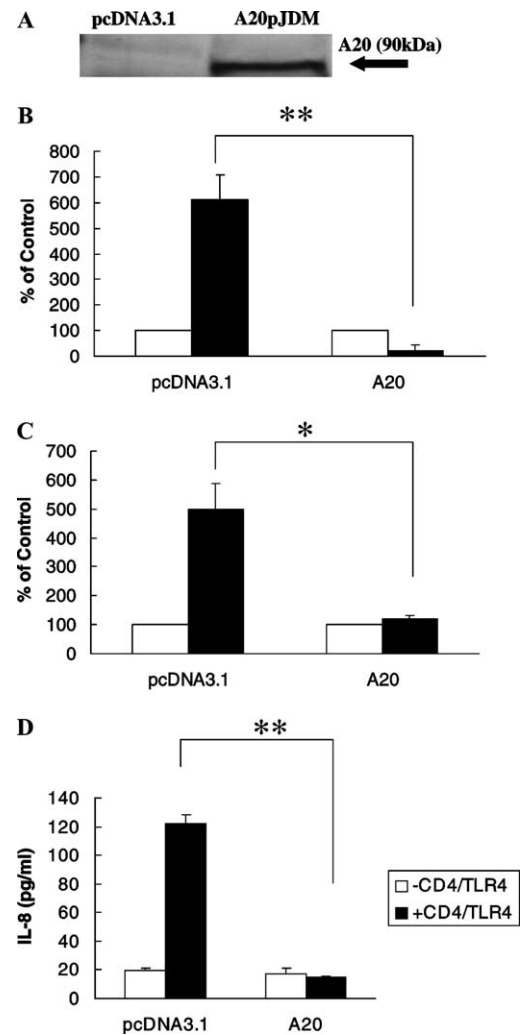 A
pcDNA3.1 A20pJDM
A20 (90kDa)
B
**
800
700
600
500
400
300
200
100
0
% of Control
pcDNA3.1 A20
C
*
700
600
500
400
300
200
100
0
% of Control
pcDNA3.1 A20
D
**
140
120
100
80
60
40
20
0
IL-8 (pg/ml)
-CD4/TLR4
+CD4/TLR4
pcDNA3.1 A20